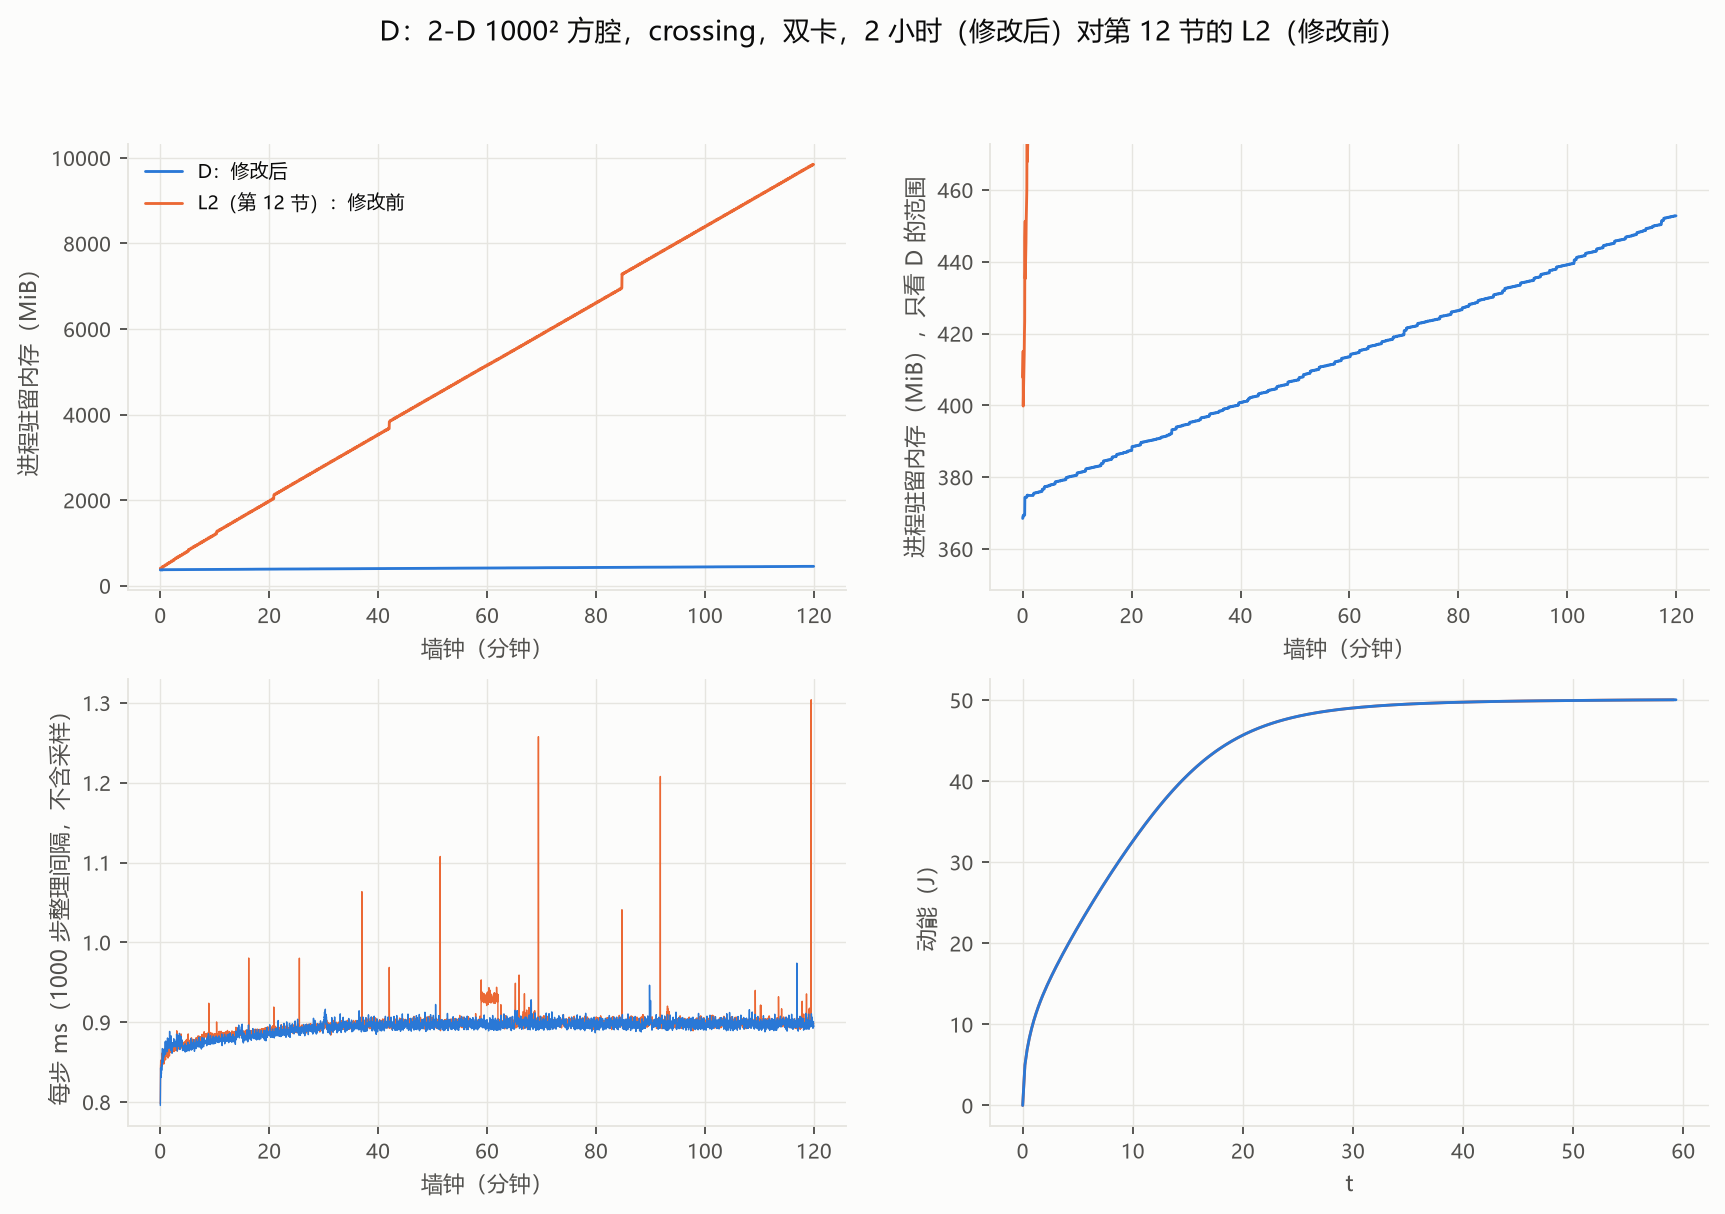 D：2-D 1000² 方腔，crossing，双卡，2 小时（修改后）对第 12 节的 L2（修改前）
进程驻留内存（MiB）
10000
8000
6000
4000
2000
0
D：修改后
L2（第 12 节）：修改前
0 20 40 60 80 100 120
墙钟（分钟）
进程驻留内存（MiB），只看 D 的范围
460
440
420
400
380
360
0 20 40 60 80 100 120
墙钟（分钟）
每步 ms（1000 步整理间隔，不含采样）
1.3
1.2
1.1
1.0
0.9
0.8
0 20 40 60 80 100 120
墙钟（分钟）
动能（J）
50
40
30
20
10
0
0 10 20 30 40 50 60
t